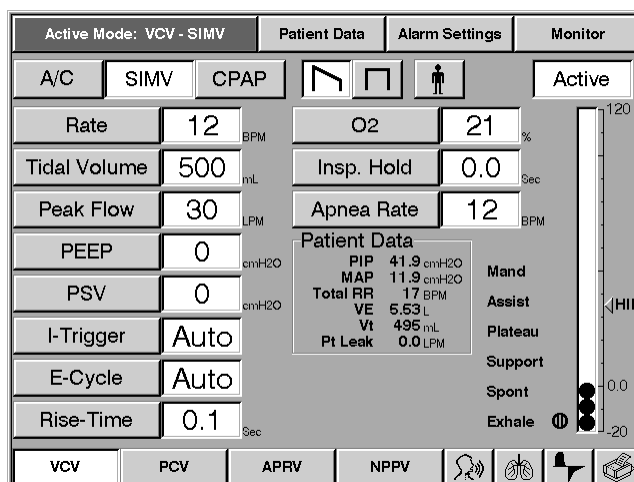 Active Mode: VCV - SIMV Patient Data Alarm Settings Monitor
A/C SIMV CPAP Active
Rate 12 BPM O2 21 %
Tidal Volume 500 mL Insp. Hold 0.0 Sec
Peak Flow 30 LPM Apnea Rate 12 BPM
PEEP 0 cmH2O
PSV 0 cmH2O
I-Trigger Auto
E-Cycle Auto
Rise-Time 0.1 Sec
Patient Data
PIP 41.9 cmH2O
MAP 11.9 cmH2O
Total RR 17 BPM
VE 5.53 L
Vt 495 mL
Pt Leak 0.0 LPM
Mand
Assist
Plateau
Support
Spont
Exhale
120
HI
0.0
-20
VCV PCV APRV NPPV